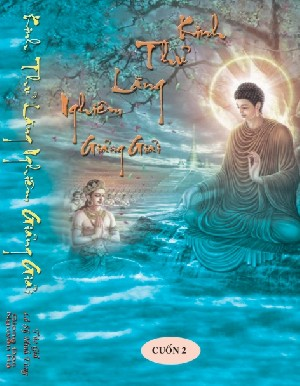 Kinh
Thủ
Lăng
Nghiêm
Giảng Giải
CUỐN 2
Kinh Thủ Lăng Nghiêm Giảng Giải